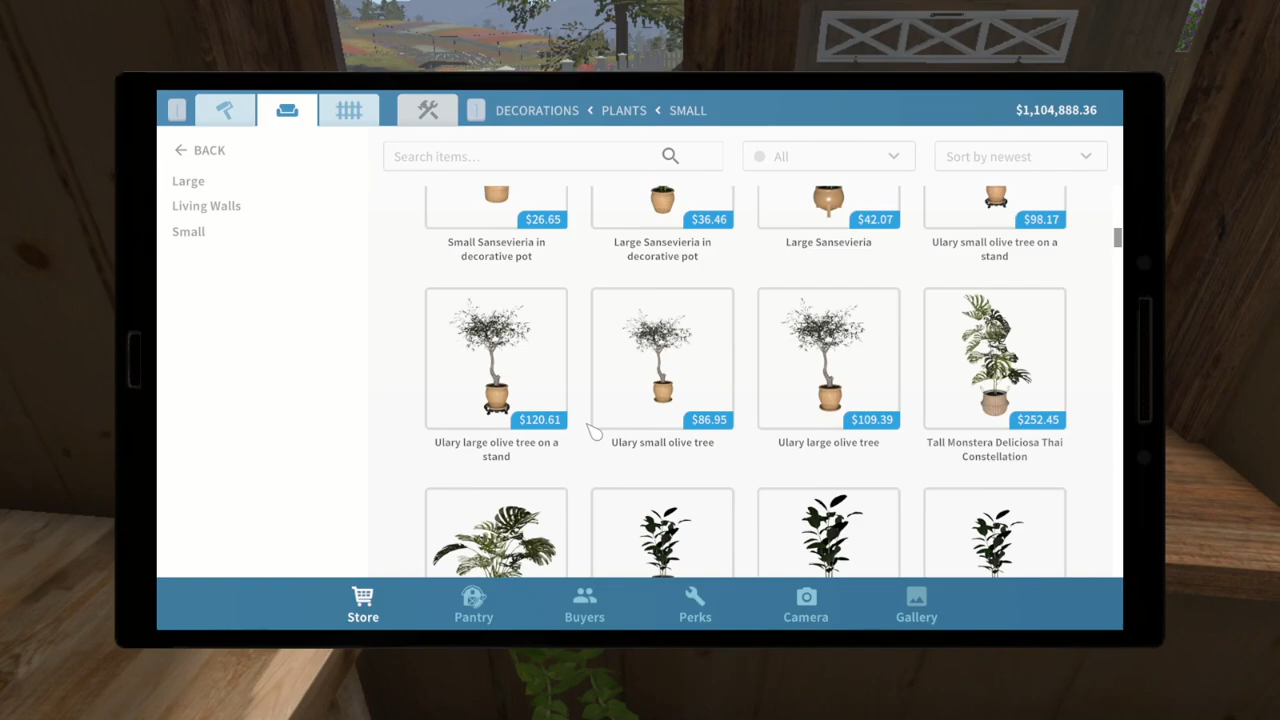 DECORATIONS < PLANTS < SMALL
$1,104,888.36
BACK
Large
Living Walls
Small
Search items...
All
Sort by newest
$26.65
$36.46
$42.07
$98.17
Small Sansevieria in
decorative pot
Large Sansevieria in
decorative pot
Large Sansevieria
Ulary small olive tree on a
stand
$120.61
$86.95
$109.39
$252.45
Ulary large olive tree on a
stand
Ulary small olive tree
Ulary large olive tree
Tall Monstera Deliciosa Thai
Constellation
Store
Pantry
Buyers
Perks
Camera
Gallery